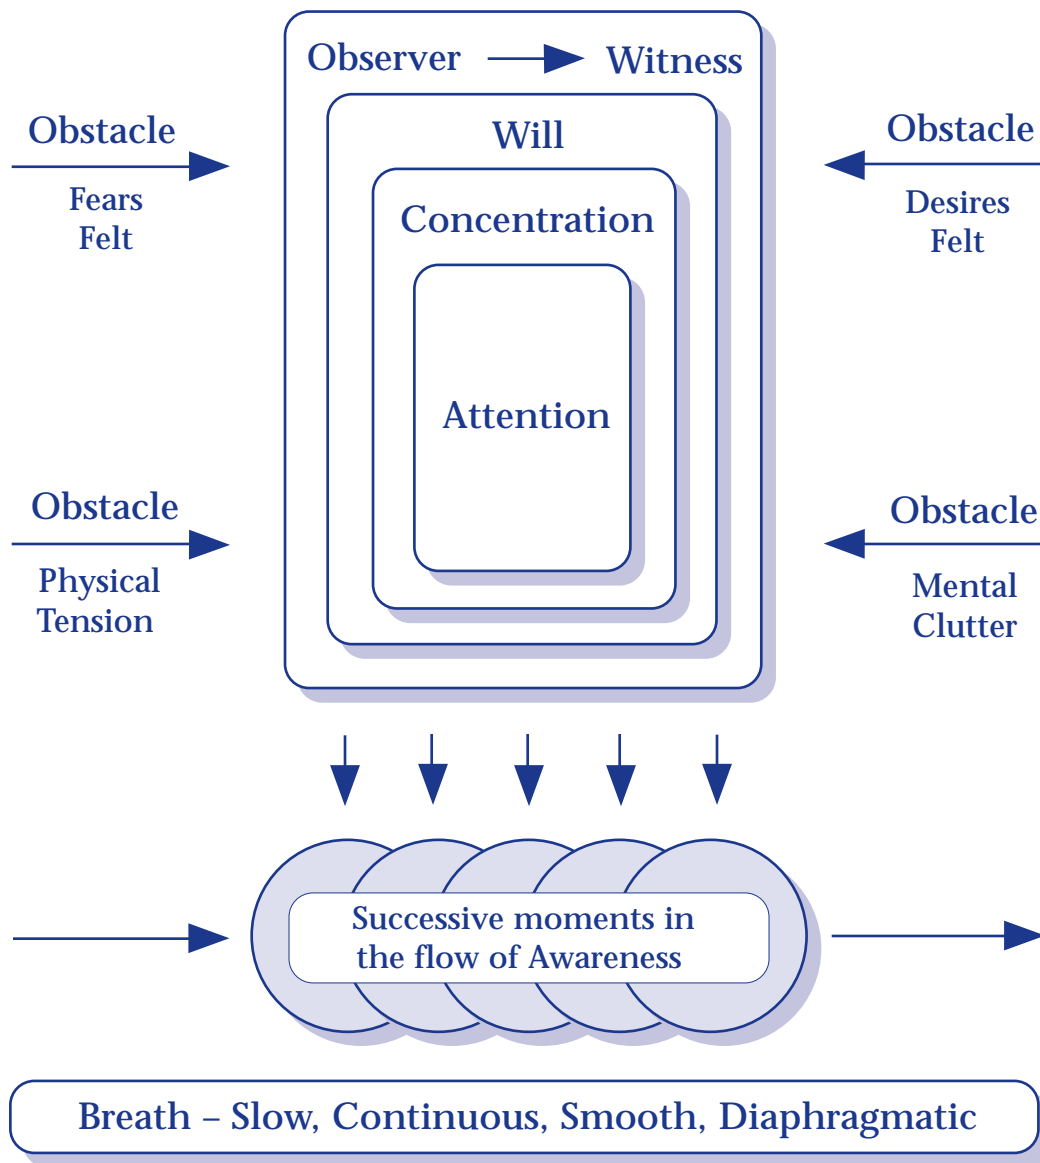 Observer
Witness
Will
Concentration
Attention
Obstacle
Fears
Felt
Obstacle
Desires
Felt
Obstacle
Physical
Tension
Obstacle
Mental
Clutter
Successive moments in
the flow of Awareness
Breath – Slow, Continuous, Smooth, Diaphragmatic